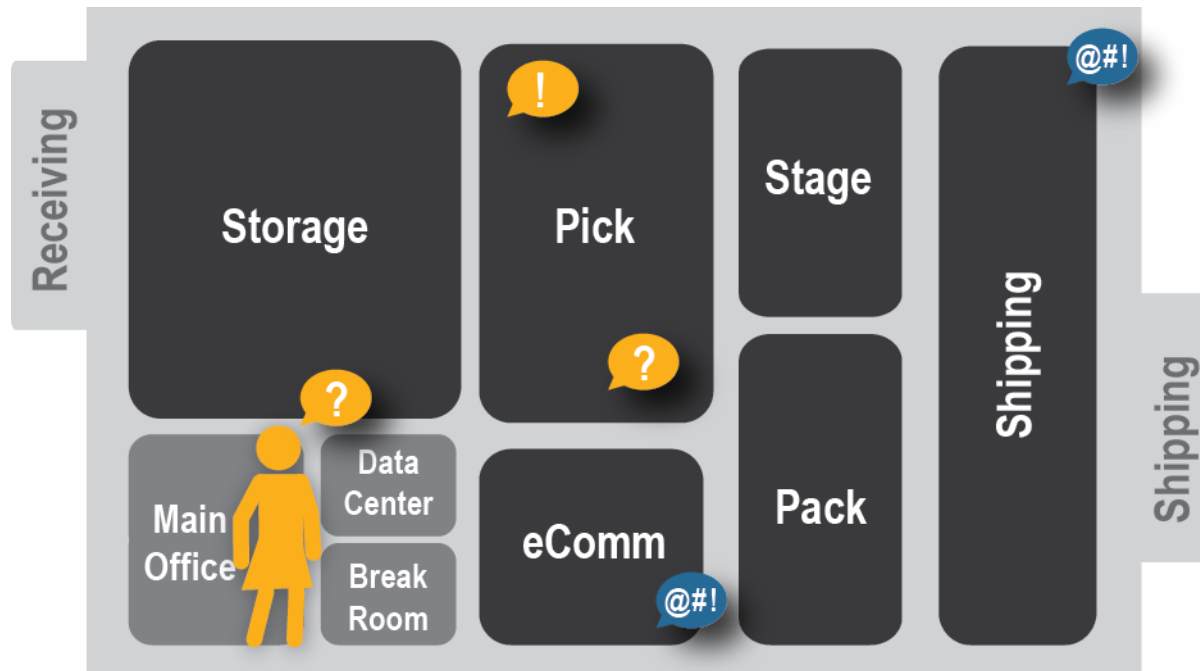 Receiving
Storage
!
Pick
?
Stage
@#!
Shipping
Shipping
?
Main
Office
Data
Center
Break
Room
eComm
@#!
Pack